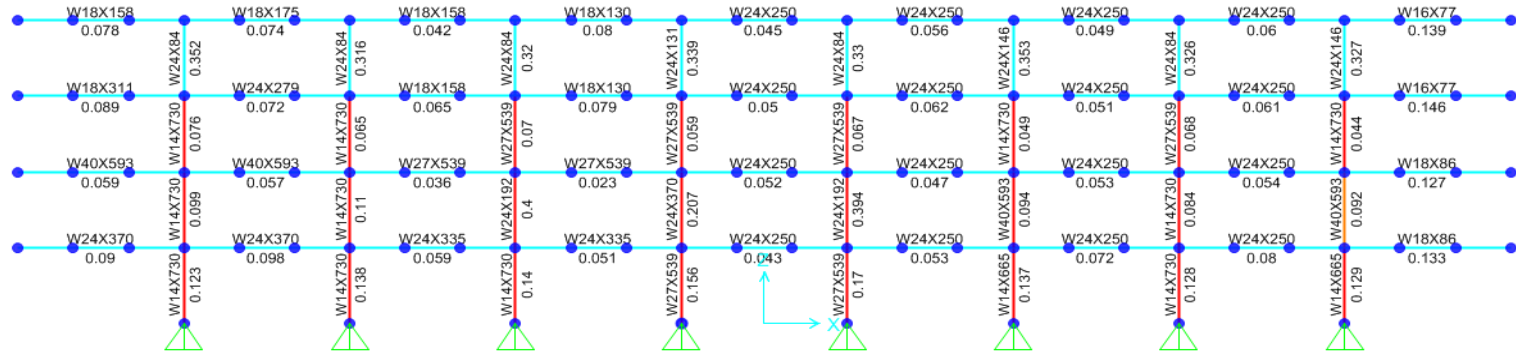 W18X158 W18X175 W18X158 W18X130 W24X250 W24X250 W24X250 W24X250 W16X77
0.078 0.074 0.042 0.08 0.045 0.056 0.049 0.06 0.139
W24X84 0.352 W24X84 0.316 W24X84 0.32 W24X131 0.339 W24X84 0.33 W24X146 0.353 W24X84 0.326 W24X146 0.327
W18X311 W24X279 W18X158 W18X130 W24X250 W24X250 W24X250 W24X250 W16X77
0.089 0.072 0.065 0.079 0.05 0.062 0.051 0.061 0.146
W14X730 0.076 W14X730 0.065 W27X539 0.07 W27X539 0.059 W27X539 0.067 W14X730 0.049 W27X539 0.068 W14X730 0.044
W40X593 W40X593 W27X539 W27X539 W24X250 W24X250 W24X250 W24X250 W18X86
0.059 0.057 0.036 0.023 0.052 0.047 0.053 0.054 0.127
W14X730 0.099 W14X730 0.11 W24X192 0.4 W24X370 0.207 W24X192 0.394 W40X593 0.094 W14X730 0.084 W40X593 0.092
W24X370 W24X370 W24X335 W24X335 W24X250 W24X250 W24X250 W24X250 W18X86
0.09 0.098 0.059 0.051 0.043 0.053 0.072 0.08 0.133
W14X730 0.123 W14X730 0.138 W14X730 0.14 W27X539 0.156 W27X539 0.17 W14X665 0.137 W14X730 0.128 W14X665 0.129
Z
X